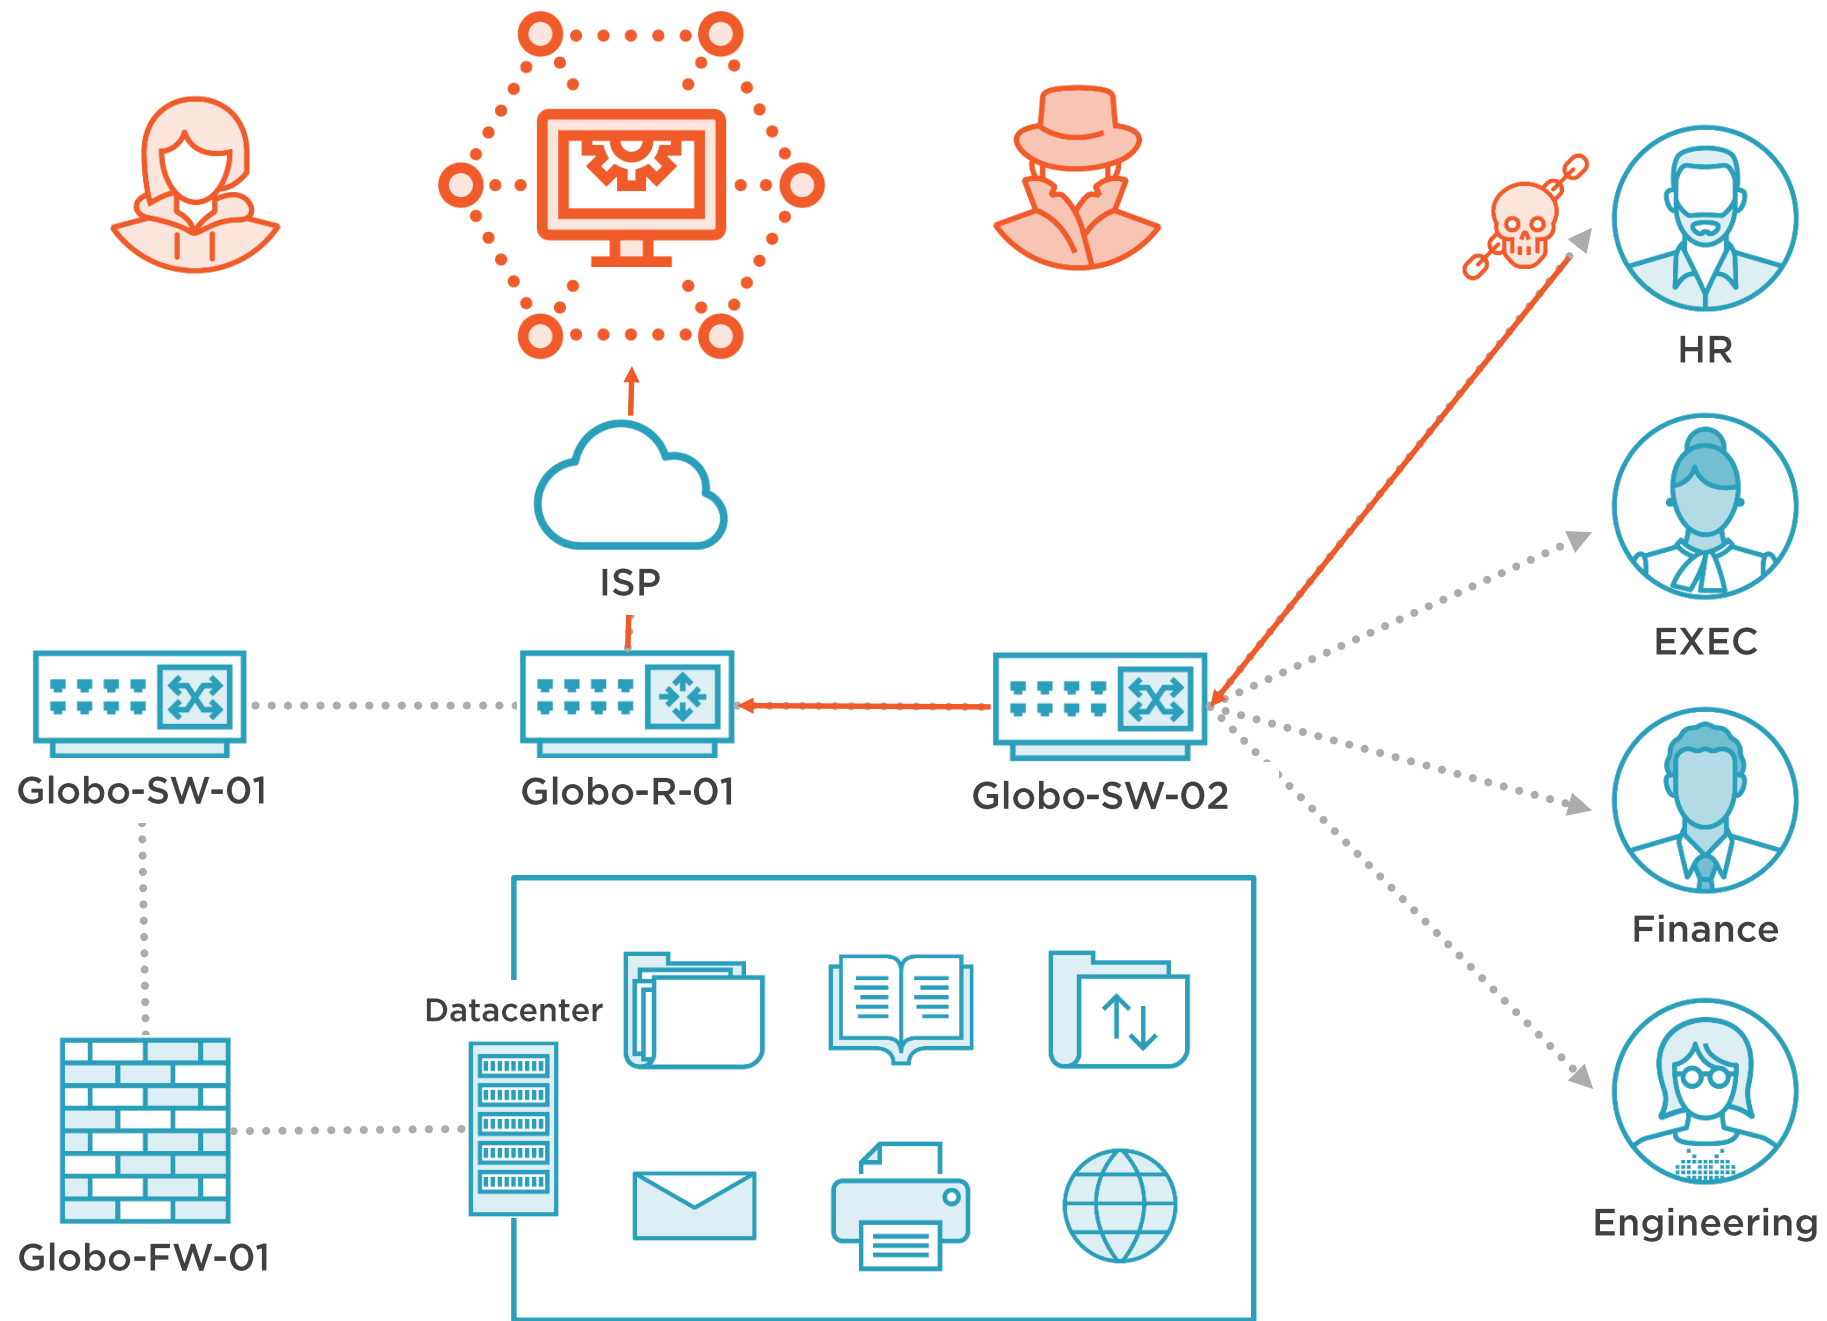 HR
ISP
EXEC
Globo-SW-01
Globo-R-01
Globo-SW-02
Finance
Datacenter
Engineering
Globo-FW-01